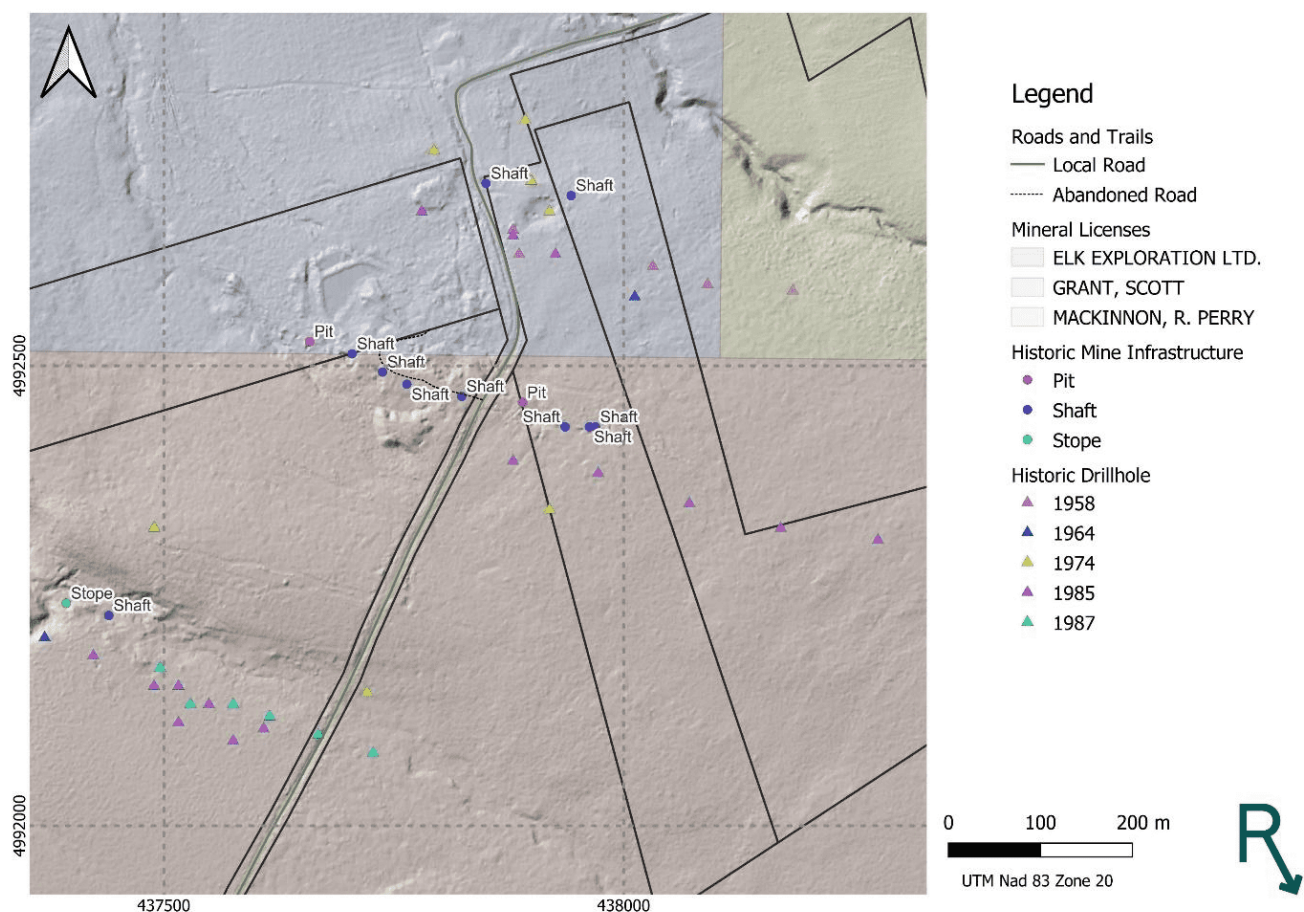 Shaft
Shaft
Pit
Shaft
Shaft
Shaft
Shaft
Pit
Shaft
Shaft
Shaft
Stope
Shaft
4992500
4992000
437500
438000
Legend
Roads and Trails
Local Road
Abandoned Road
Mineral Licenses
ELK EXPLORATION LTD.
GRANT, SCOTT
MACKINNON, R. PERRY
Historic Mine Infrastructure
Pit
Shaft
Stope
Historic Drillhole
1958
1964
1974
1985
1987
0 100 200 m
UTM Nad 83 Zone 20
R